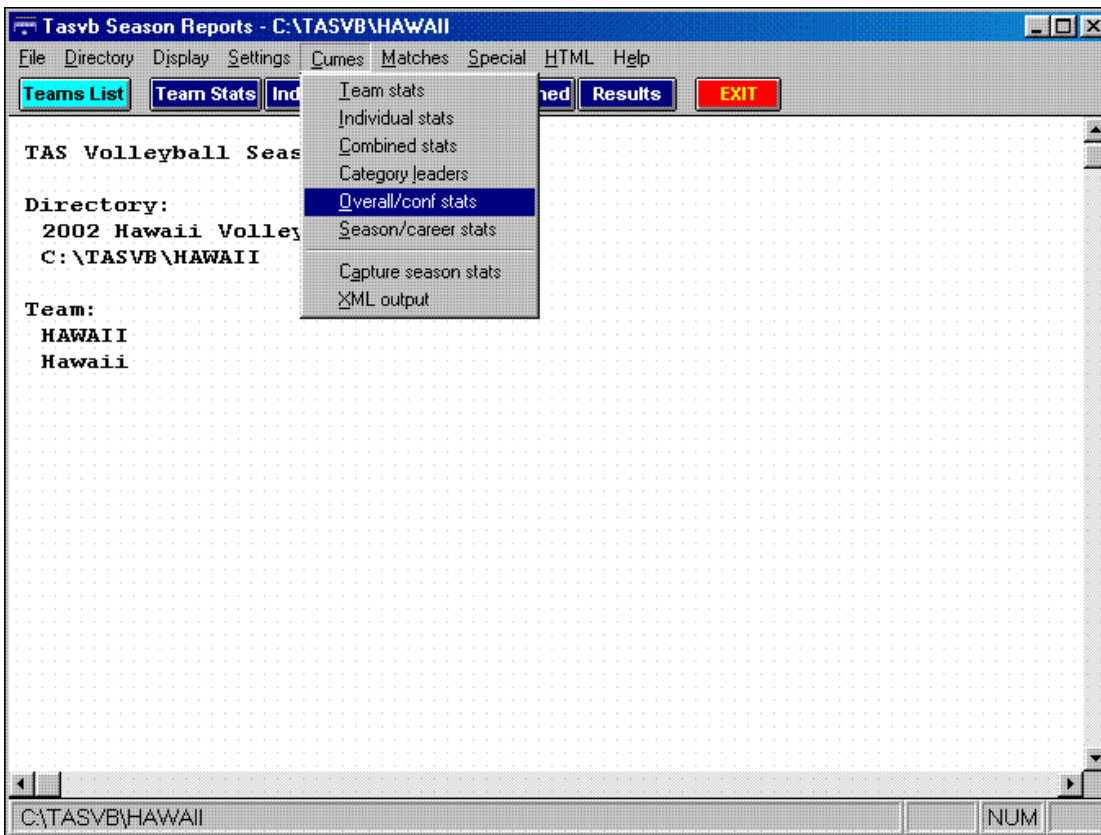 Tasvb Season Reports - C:\TASVB\HAWAII
File Directory Display Settings Cumes Matches Special HTML Help
Teams List Team Stats Results EXIT
Team stats
Individual stats
Combined stats
Category leaders
Overall/conf stats
Season/career stats
Capture season stats
XML output
TAS Volleyball Seas
Directory:
2002 Hawaii Volley
C:\TASVB\HAWAII
Team:
HAWAII
Hawaii
C:\TASVB\HAWAII NUM